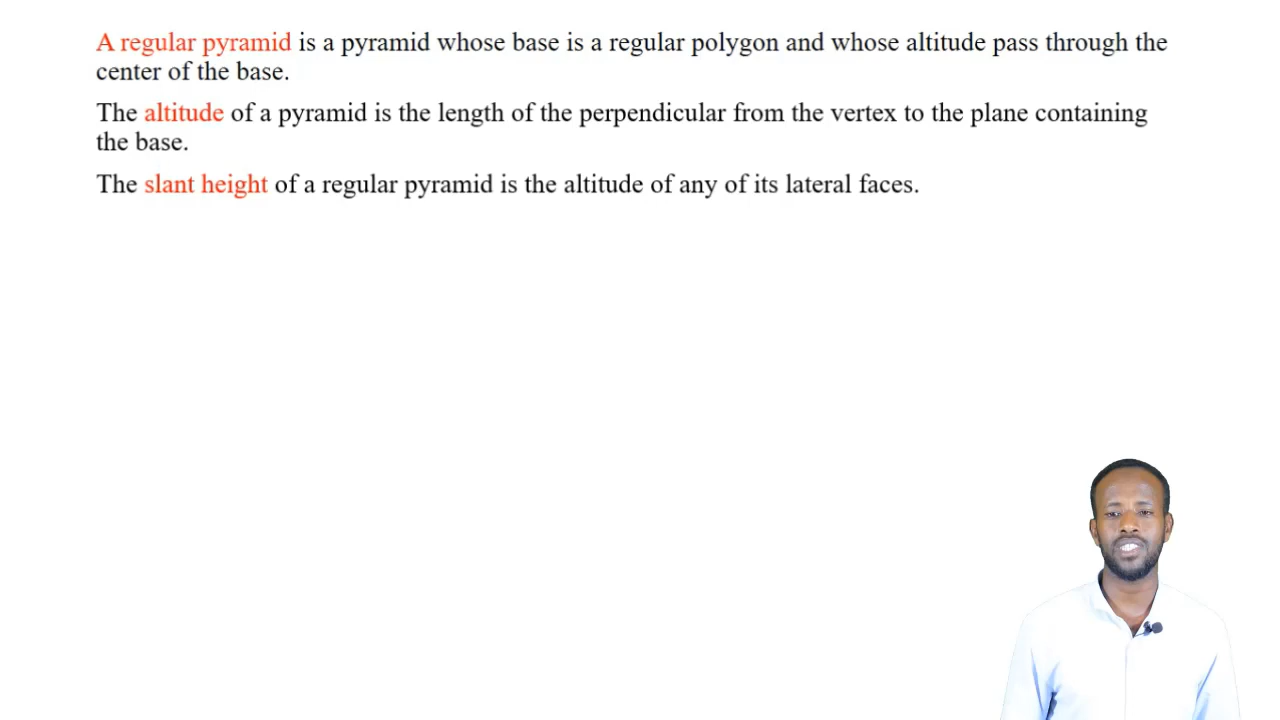 A regular pyramid is a pyramid whose base is a regular polygon and whose altitude pass through the
center of the base.
The altitude of a pyramid is the length of the perpendicular from the vertex to the plane containing
the base.
The slant height of a regular pyramid is the altitude of any of its lateral faces.